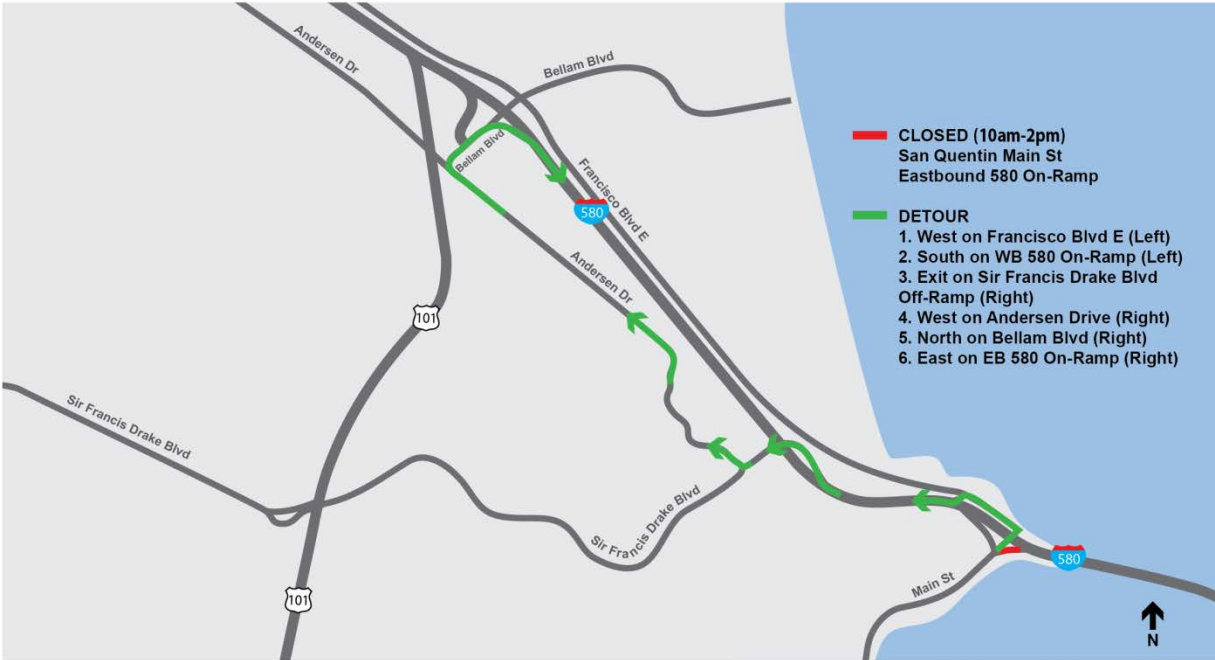 Andersen Dr
Bellam Blvd
Bellam Blvd
Francisco Blvd E
580
Andersen Dr
101
Sir Francis Drake Blvd
Sir Francis Drake Blvd
101
Main St
580
CLOSED (10am-2pm)
San Quentin Main St
Eastbound 580 On-Ramp
DETOUR
1. West on Francisco Blvd E (Left)
2. South on WB 580 On-Ramp (Left)
3. Exit on Sir Francis Drake Blvd
Off-Ramp (Right)
4. West on Andersen Drive (Right)
5. North on Bellam Blvd (Right)
6. East on EB 580 On-Ramp (Right)
N